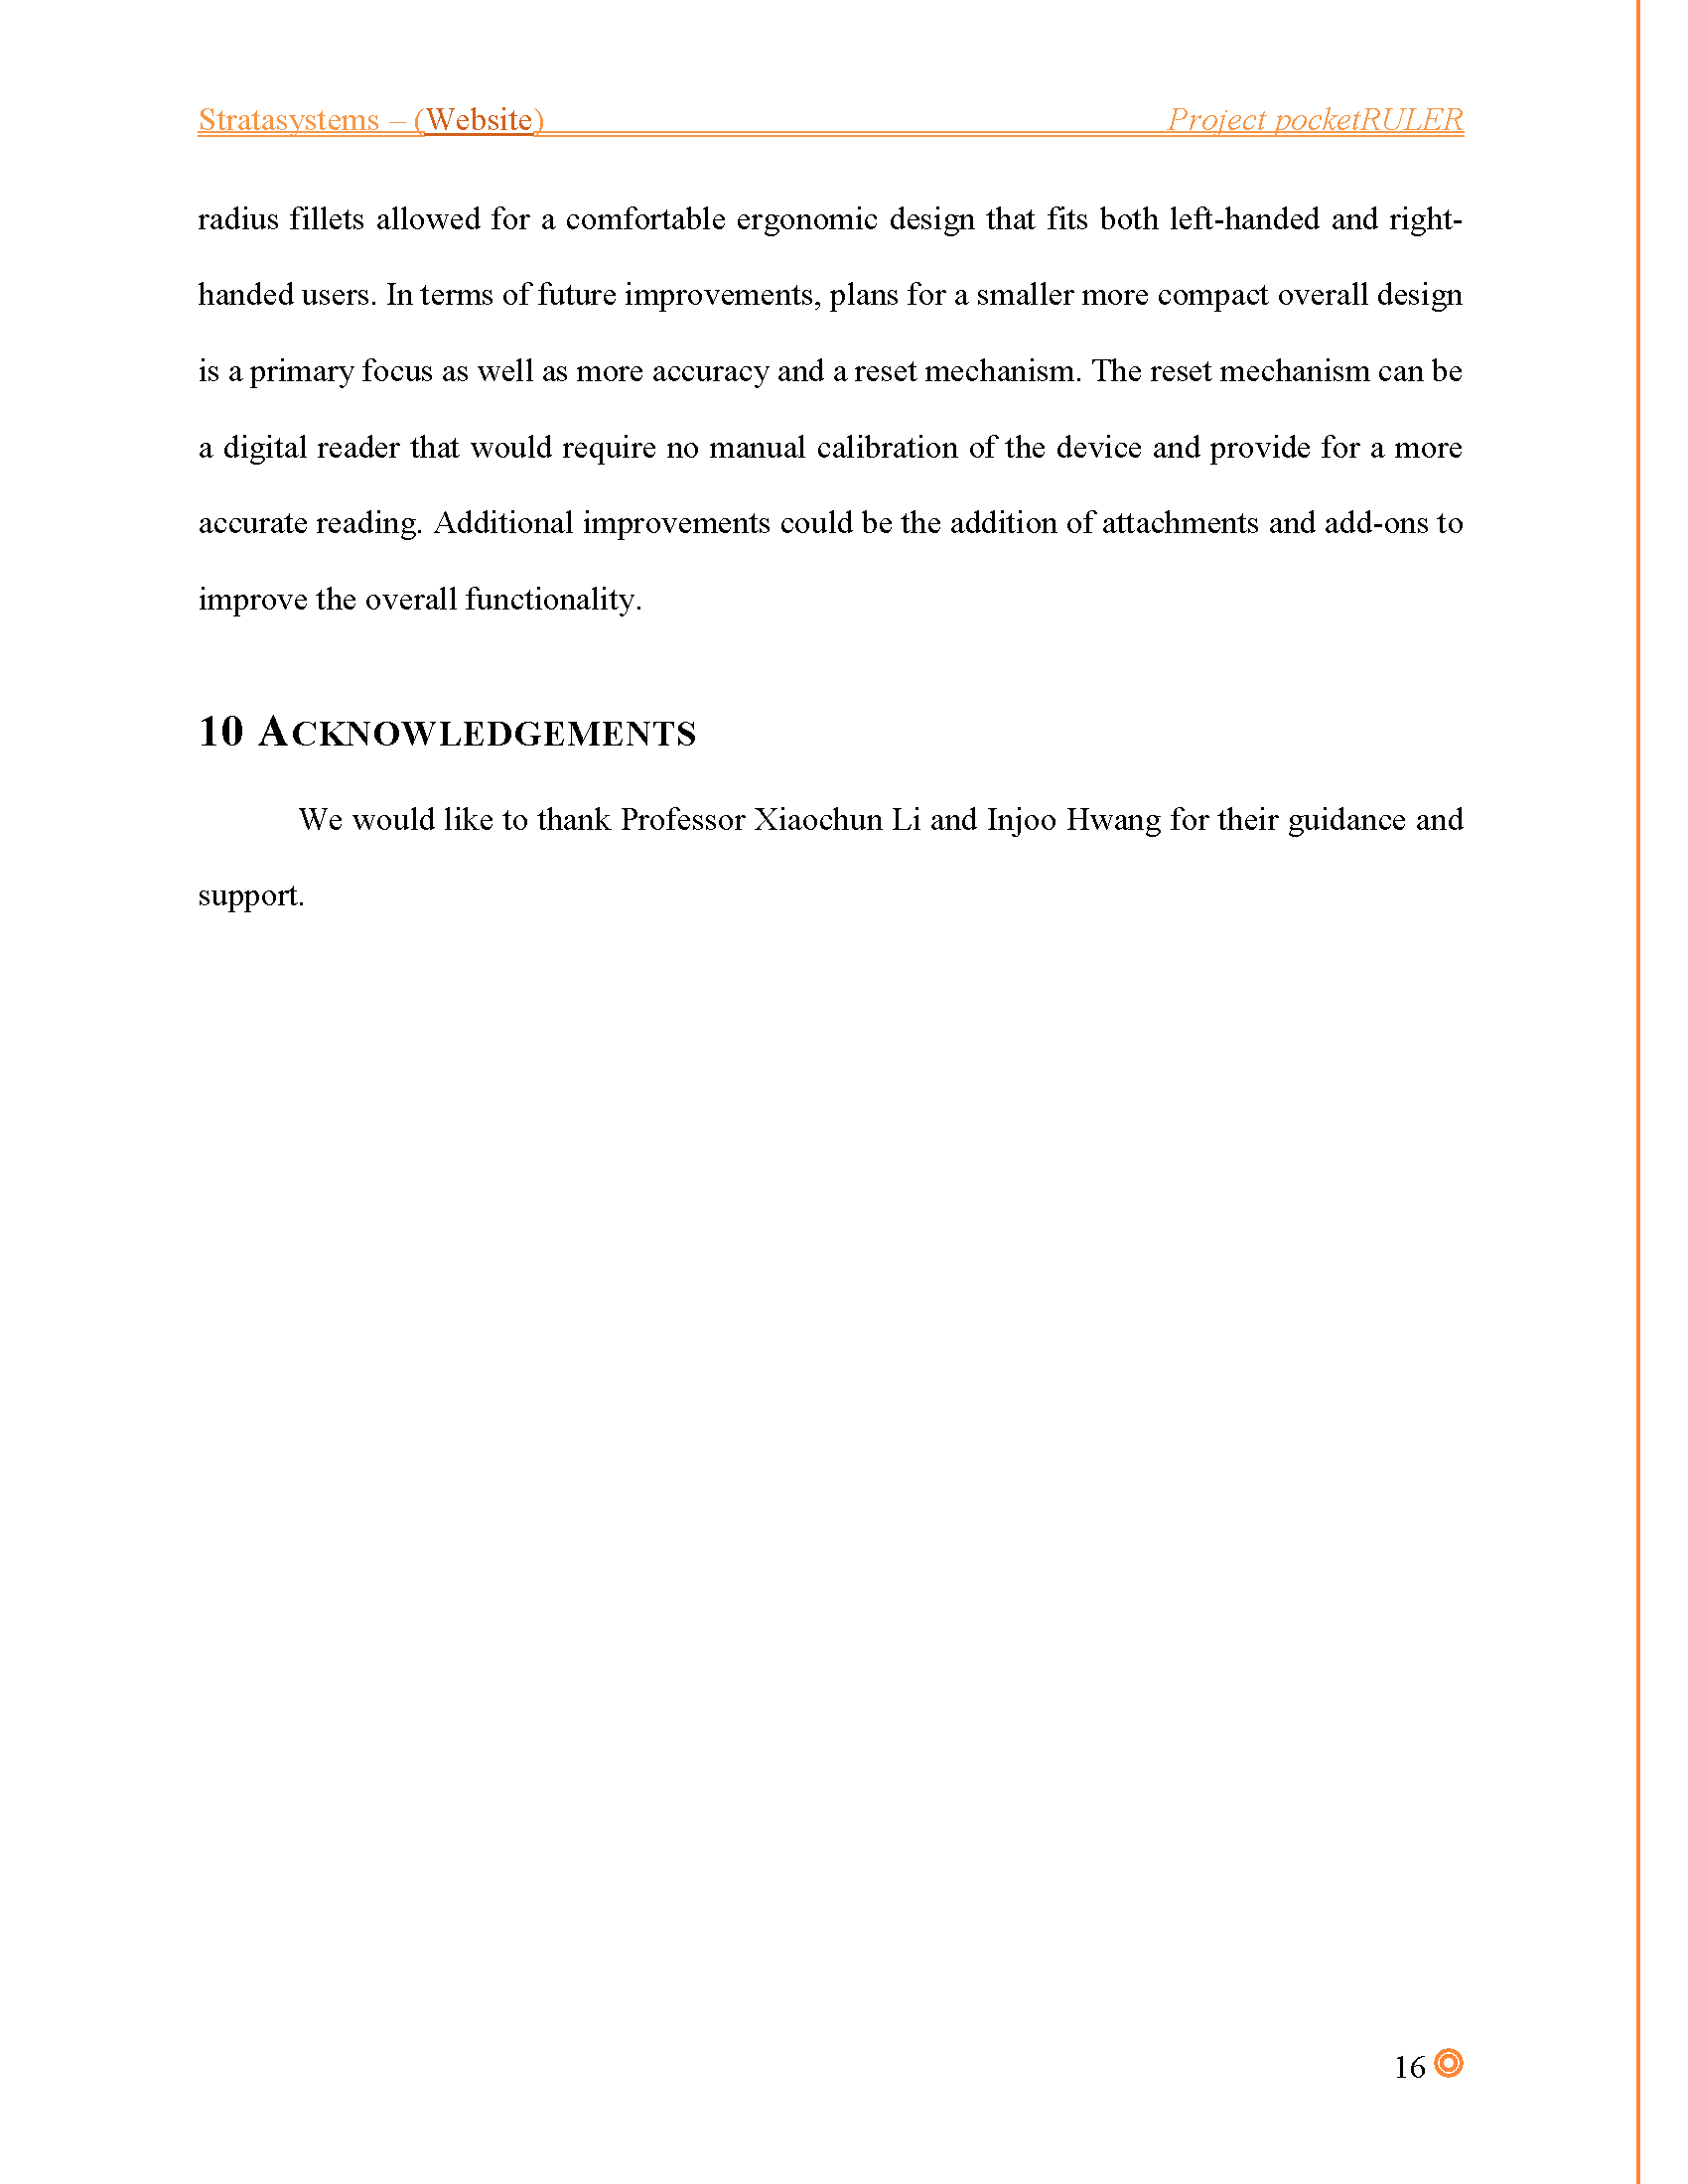 Stratasystems – (Website) Project pocketRULER
radius fillets allowed for a comfortable ergonomic design that fits both left-handed and right-
handed users. In terms of future improvements, plans for a smaller more compact overall design
is a primary focus as well as more accuracy and a reset mechanism. The reset mechanism can be
a digital reader that would require no manual calibration of the device and provide for a more
accurate reading. Additional improvements could be the addition of attachments and add-ons to
improve the overall functionality.
10 ACKNOWLEDGEMENTS
We would like to thank Professor Xiaochun Li and Injoo Hwang for their guidance and
support.
16